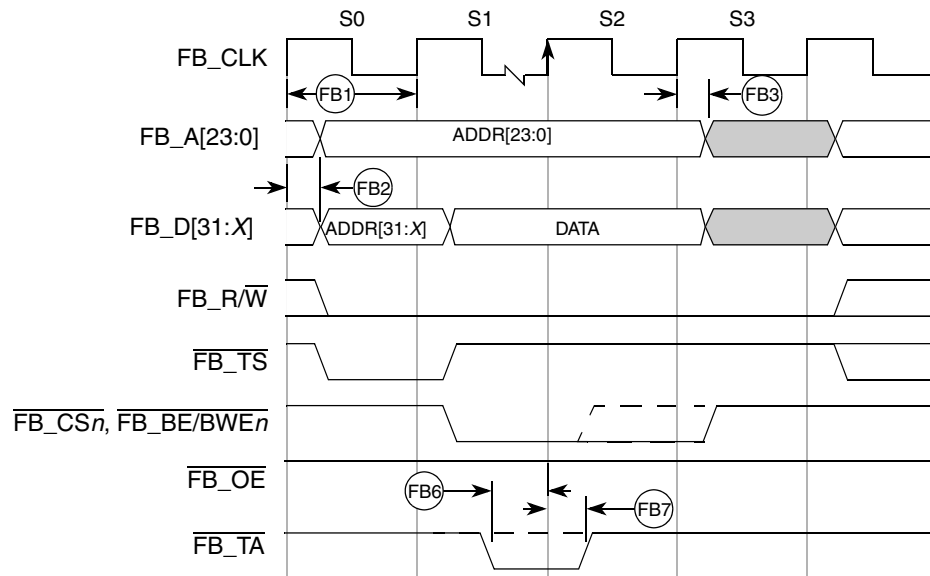 S0 S1 S2 S3
FB_CLK
FB1 FB3
FB_A[23:0] ADDR[23:0]
FB2
FB_D[31:X] ADDR[31:X] DATA
FB_R/W
FB_TS
FB_CSn, FB_BE/BWEn
FB_OE
FB6 FB7
FB_TA